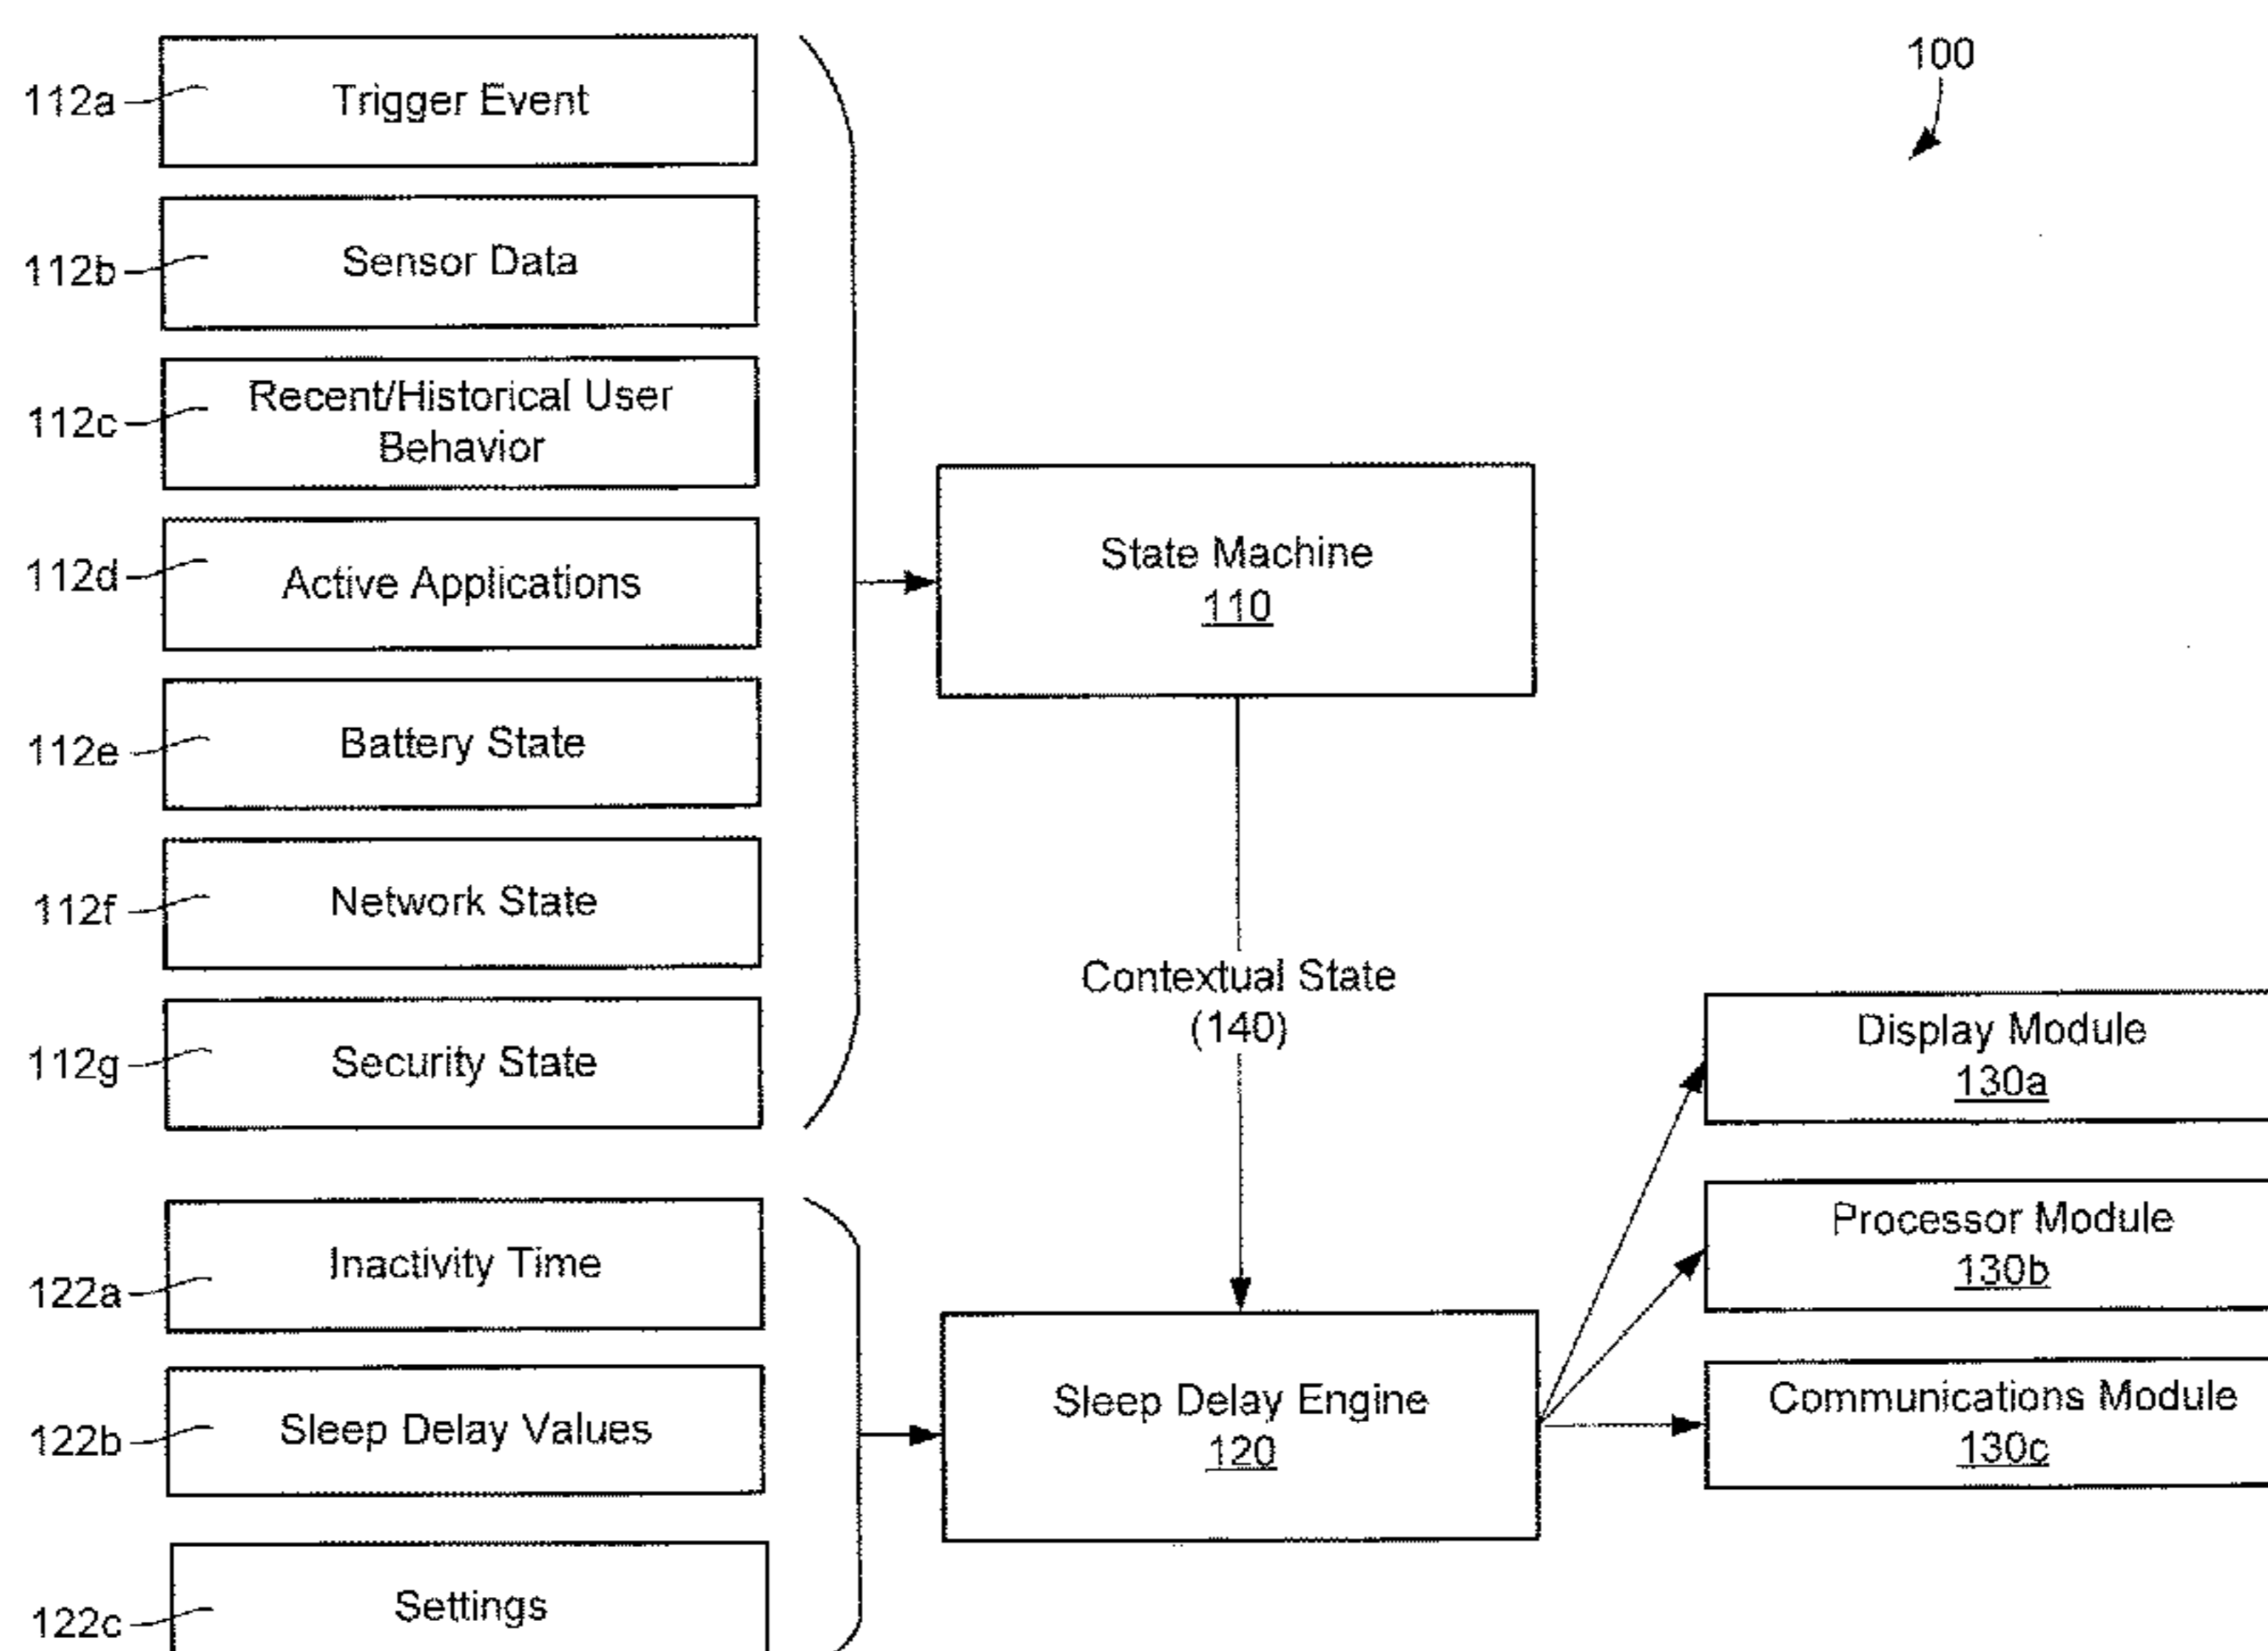 100
112a
Trigger Event
112b
Sensor Data
112c
Recent/Historical User
Behavior
112d
Active Applications
State Machine
110
112e
Battery State
112f
Network State
Contextual State
(140)
112g
Security State
Display Module
130a
Processor Module
130b
122a
Inactivity Time
122b
Sleep Delay Values
Sleep Delay Engine
120
Communications Module
130c
122c
Settings